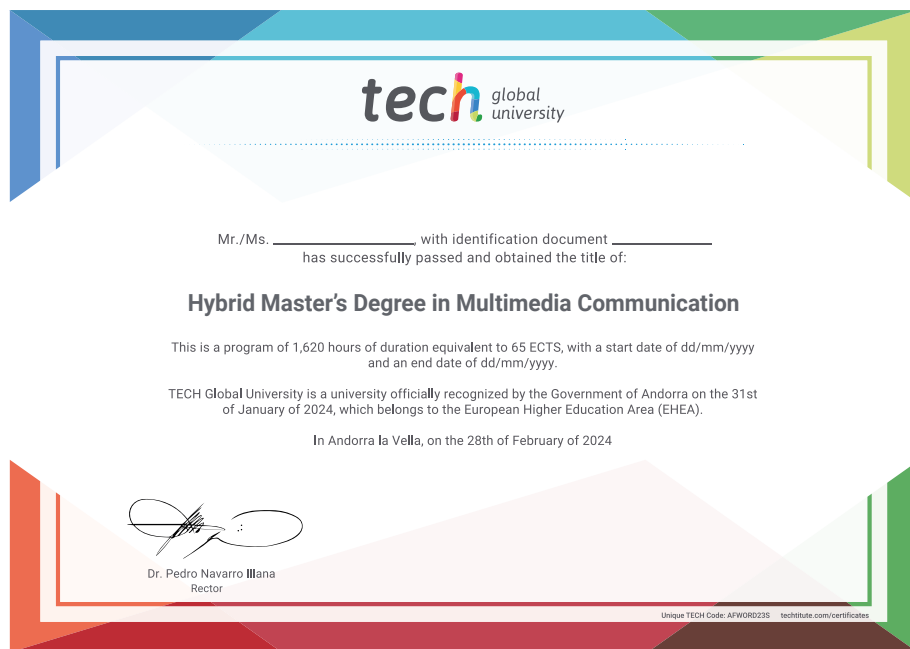 tech global
university
Mr./Ms. ________________, with identification document ____________
has successfully passed and obtained the title of:
Hybrid Master’s Degree in Multimedia Communication
This is a program of 1,620 hours of duration equivalent to 65 ECTS, with a start date of dd/mm/yyyy
and an end date of dd/mm/yyyy.
TECH Global University is a university officially recognized by the Government of Andorra on the 31st
of January of 2024, which belongs to the European Higher Education Area (EHEA).
In Andorra la Vella, on the 28th of February of 2024
Dr. Pedro Navarro Illana
Rector
Unique TECH Code: AFWORD23S techtitute.com/certificates